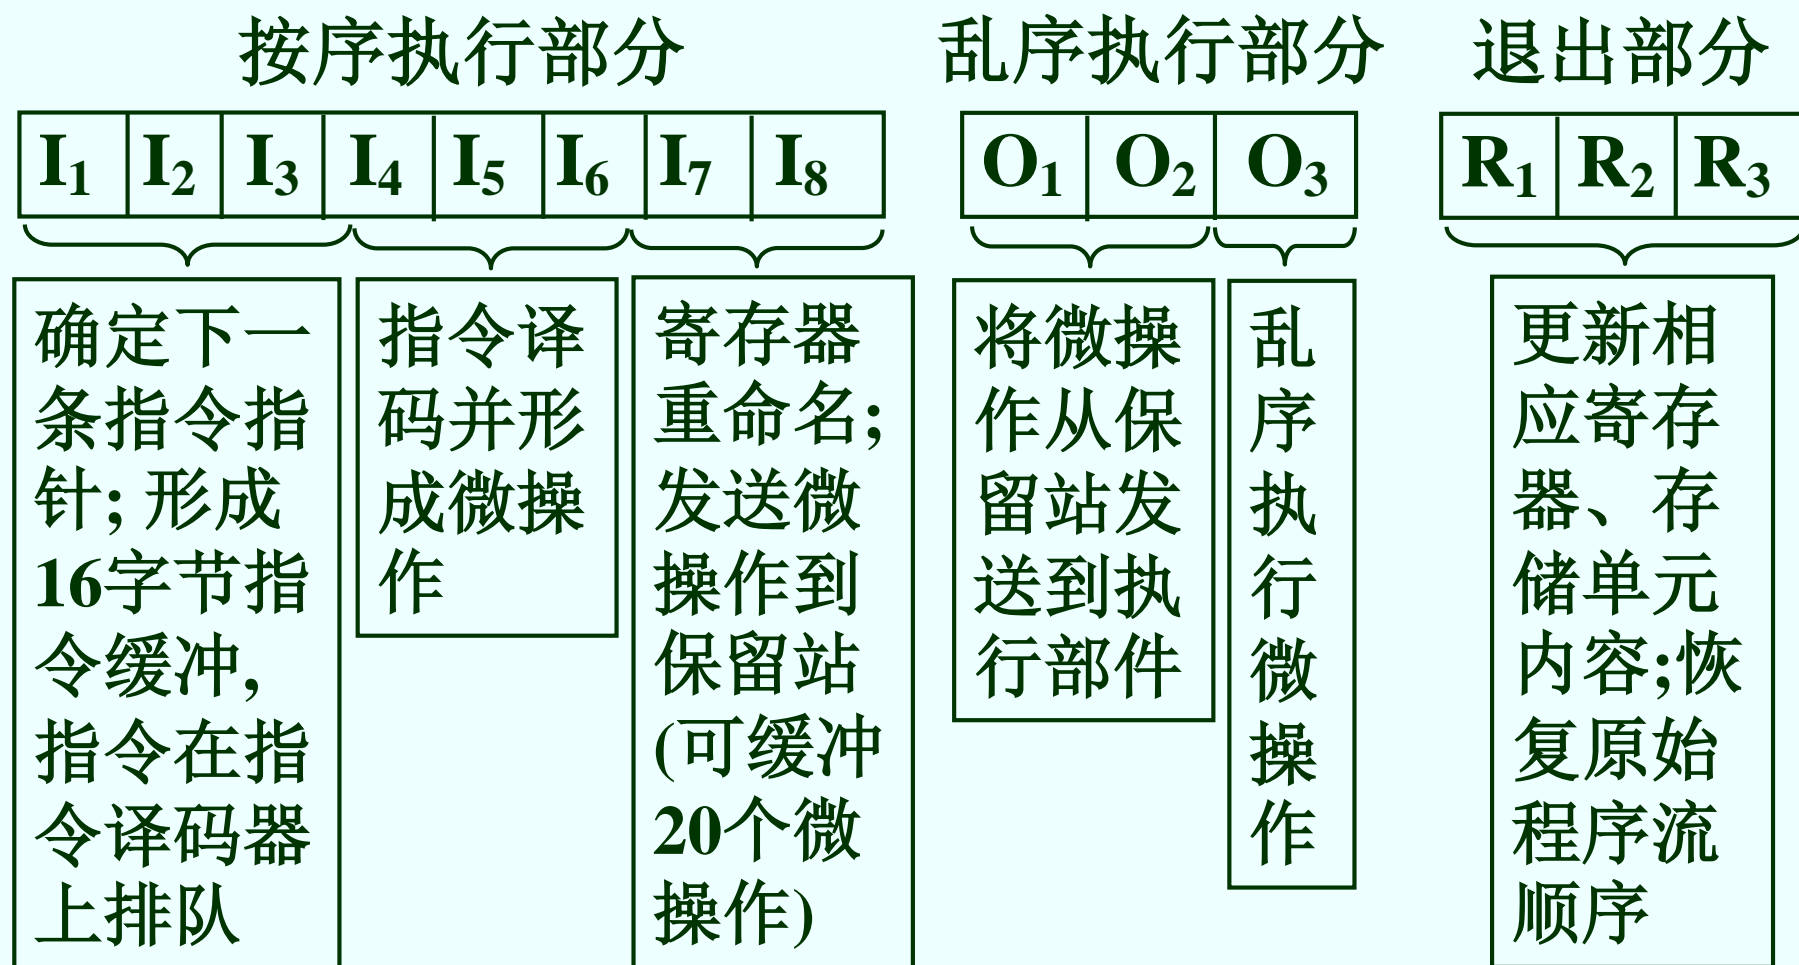 按序执行部分
乱序执行部分
退出部分
I1 I2 I3 I4 I5 I6 I7 I8
O1 O2 O3
R1 R2 R3
确定下一
条指令指
针; 形成
16字节指
令缓冲,
指令在指
令译码器
上排队
指令译
码并形
成微操
作
寄存器
重命名;
发送微
操作到
保留站
(可缓冲
20个微
操作)
将微操
作从保
留站发
送到执
行部件
乱
序
执
行
微
操
作
更新相
应寄存
器、存
储单元
内容;恢
复原始
程序流
顺序